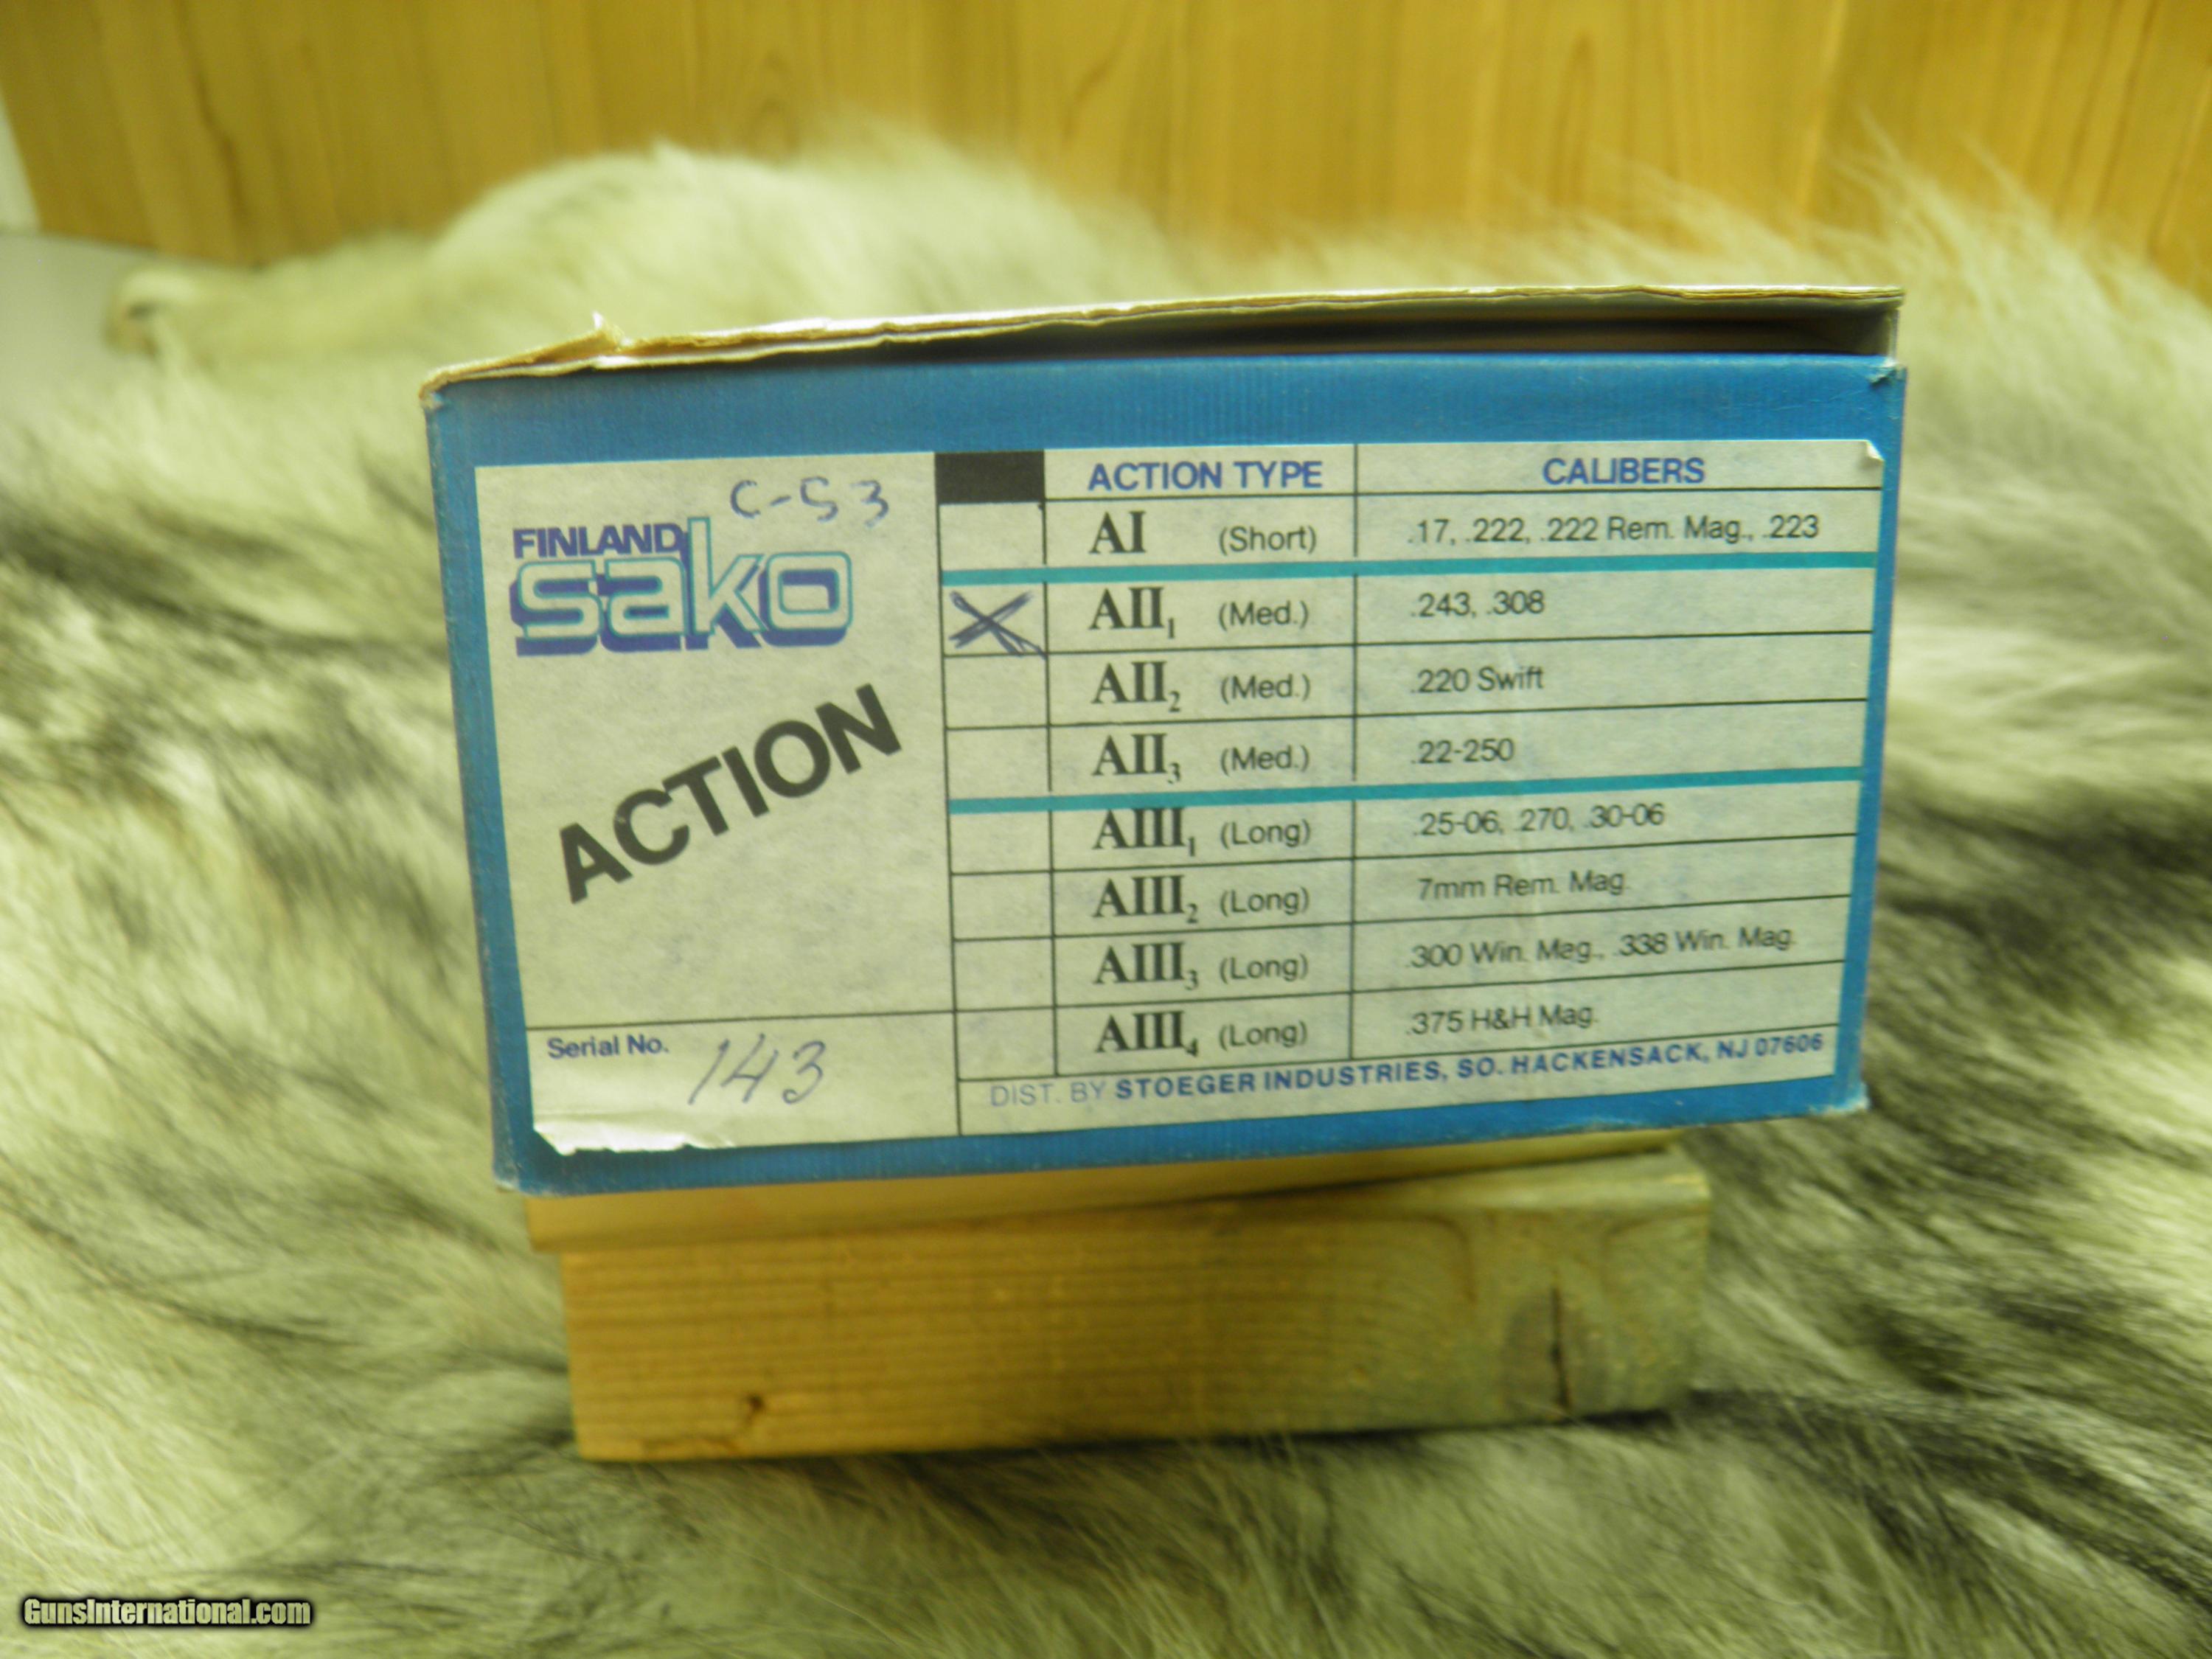 C-53
FINLAND
sako
ACTION
Serial No. 143
ACTION TYPE CALIBERS
AI (Short) .17, .222, .222 Rem. Mag., .223
AII1 (Med.) .243, .308
AII2 (Med.) .220 Swift
AII3 (Med.) .22-250
AIII1 (Long) .25-06, .270, .30-06
AIII2 (Long) 7mm Rem. Mag.
AIII3 (Long) .300 Win. Mag., .338 Win. Mag.
AIII4 (Long) .375 H&H Mag.
DIST. BY STOEGER INDUSTRIES, SO. HACKENSACK, NJ 07606
GunsInternational.com